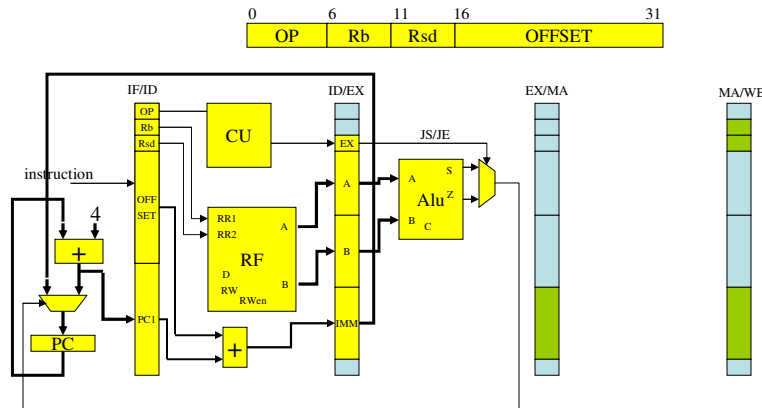 0 6 11 16 31
OP Rb Rsd OFFSET
IF/ID ID/EX EX/MA MA/WB
OP
Rb
Rsd
CU
EX
JS/JE
instruction
OFF
SET
4
+
RR1
RR2
A
RF
D
RW
RWen
B
A
B
A
S
Alu
Z
B
C
PC1
+
IMM
PC